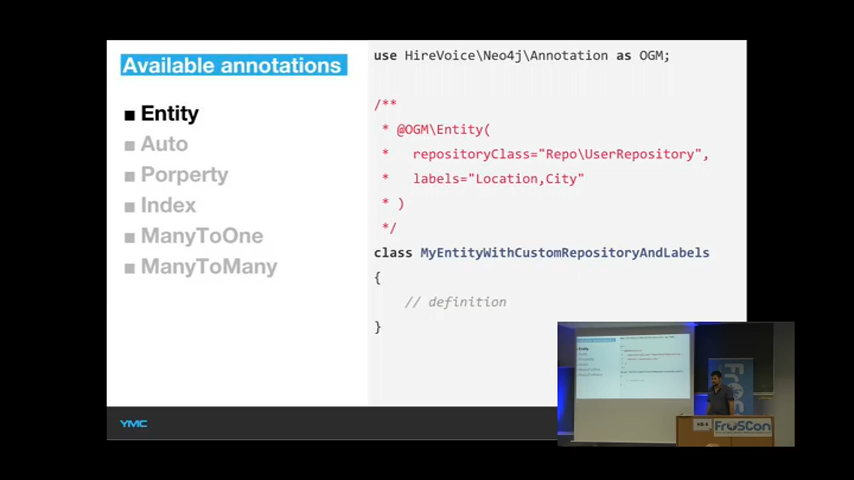 Available annotations
■ Entity
■ Auto
■ Porperty
■ Index
■ ManyToOne
■ ManyToMany
use HireVoice\Neo4j\Annotation as OGM;
/**
* @OGM\Entity(
* repositoryClass="Repo\UserRepository",
* labels="Location,City"
* )
*/
class MyEntityWithCustomRepositoryAndLabels
{
// definition
}
YMC
FrOSCon